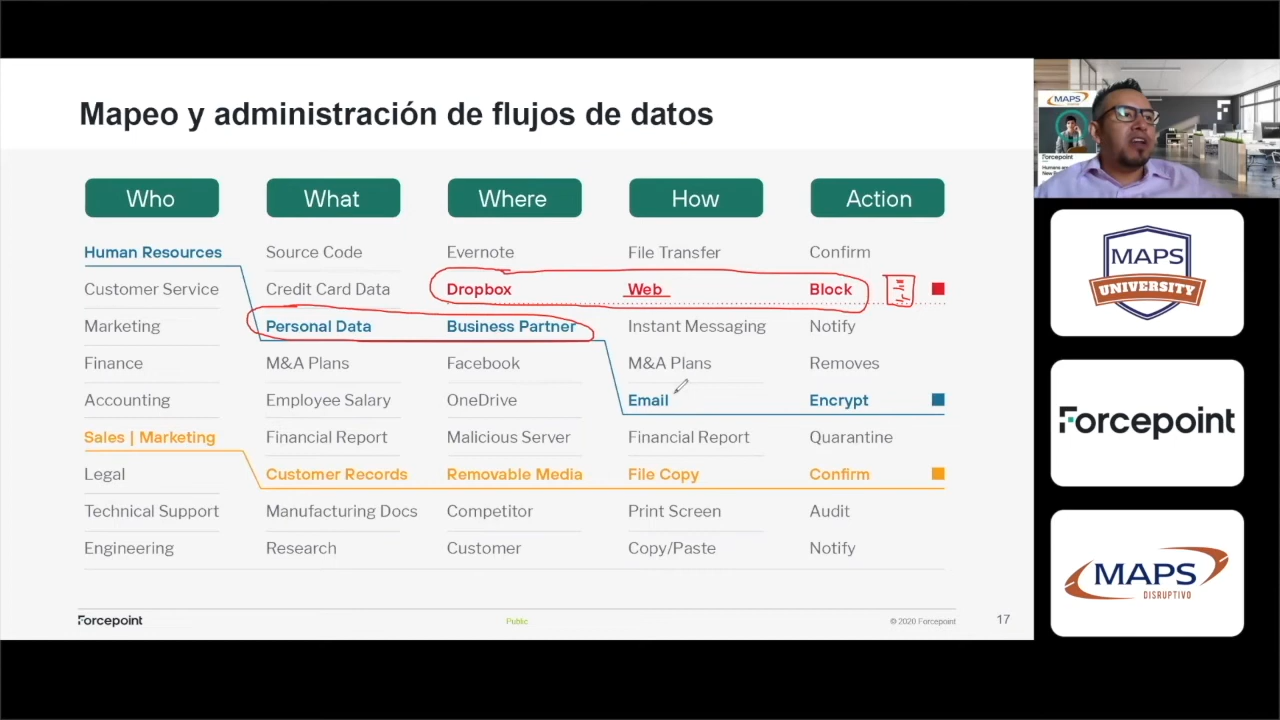 Mapeo y administración de flujos de datos
Who What Where How Action
Human Resources Source Code Evernote File Transfer Confirm
Customer Service Credit Card Data Dropbox Web Block
Marketing Personal Data Business Partner Instant Messaging Notify
Finance M&A Plans Facebook M&A Plans Removes
Accounting Employee Salary OneDrive Email Encrypt
Sales | Marketing Financial Report Malicious Server Financial Report Quarantine
Legal Customer Records Removable Media File Copy Confirm
Technical Support Manufacturing Docs Competitor Print Screen Audit
Engineering Research Customer Copy/Paste Notify
Forcepoint Public © 2020 Forcepoint 17
MAPS
Forcepoint
MAPS
UNIVERSITY
Forcepoint
MAPS
DISRUPTIVO